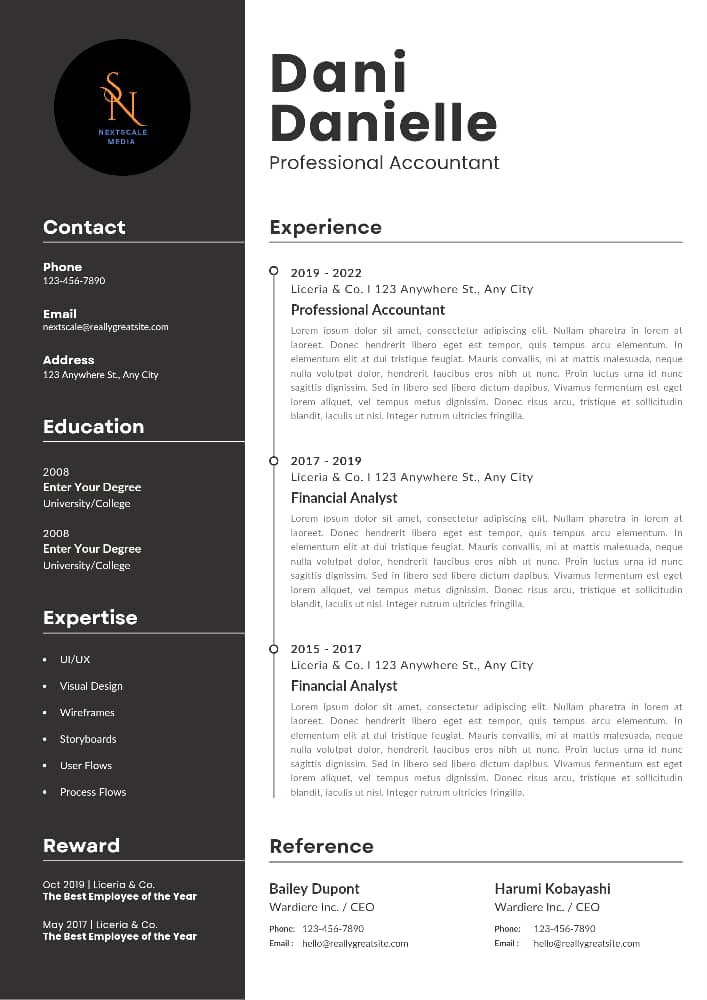 SN
NEXTSCALE
MEDIA
Dani
Danielle
Professional Accountant
Contact
Phone
123-456-7890
Email
nextscale@reallygreatsite.com
Address
123 Anywhere St., Any City
Education
2008
Enter Your Degree
University/College
2008
Enter Your Degree
University/College
Expertise
• UI/UX
• Visual Design
• Wireframes
• Storyboards
• User Flows
• Process Flows
Reward
Oct 2019 | Liceria & Co.
The Best Employee of the Year
May 2017 | Liceria & Co.
The Best Employee of the Year
Experience
2019 - 2022
Liceria & Co. I 123 Anywhere St., Any City
Professional Accountant
Lorem ipsum dolor sit amet, consectetur adipiscing elit. Nullam pharetra in lorem at
laoreet. Donec hendrerit libero eget est tempor, quis tempus arcu elementum. In
elementum elit at dui tristique feugiat. Mauris convallis, mi at mattis malesuada, neque
nulla volutpat dolor, hendrerit faucibus eros nibh ut nunc. Proin luctus urna id nunc
sagittis dignissim. Sed in libero sed libero dictum dapibus. Vivamus fermentum est eget
lorem aliquet, vel tempus metus dignissim. Donec risus arcu, tristique et sollicitudin
blandit, iaculis ut nisl. Integer rutrum ultricies fringilla.
2017 - 2019
Liceria & Co. I 123 Anywhere St., Any City
Financial Analyst
Lorem ipsum dolor sit amet, consectetur adipiscing elit. Nullam pharetra in lorem at
laoreet. Donec hendrerit libero eget est tempor, quis tempus arcu elementum. In
elementum elit at dui tristique feugiat. Mauris convallis, mi at mattis malesuada, neque
nulla volutpat dolor, hendrerit faucibus eros nibh ut nunc. Proin luctus urna id nunc
sagittis dignissim. Sed in libero sed libero dictum dapibus. Vivamus fermentum est eget
lorem aliquet, vel tempus metus dignissim. Donec risus arcu, tristique et sollicitudin
blandit, iaculis ut nisl. Integer rutrum ultricies fringilla.
2015 - 2017
Liceria & Co. I 123 Anywhere St., Any City
Financial Analyst
Lorem ipsum dolor sit amet, consectetur adipiscing elit. Nullam pharetra in lorem at
laoreet. Donec hendrerit libero eget est tempor, quis tempus arcu elementum. In
elementum elit at dui tristique feugiat. Mauris convallis, mi at mattis malesuada, neque
nulla volutpat dolor, hendrerit faucibus eros nibh ut nunc. Proin luctus urna id nunc
sagittis dignissim. Sed in libero sed libero dictum dapibus. Vivamus fermentum est eget
lorem aliquet, vel tempus metus dignissim. Donec risus arcu, tristique et sollicitudin
blandit, iaculis ut nisl. Integer rutrum ultricies fringilla.
Reference
Bailey Dupont
Wardiere Inc. / CEO
Phone: 123-456-7890
Email : hello@reallygreatsite.com
Harumi Kobayashi
Wardiere Inc. / CEO
Phone: 123-456-7890
Email : hello@reallygreatsite.com